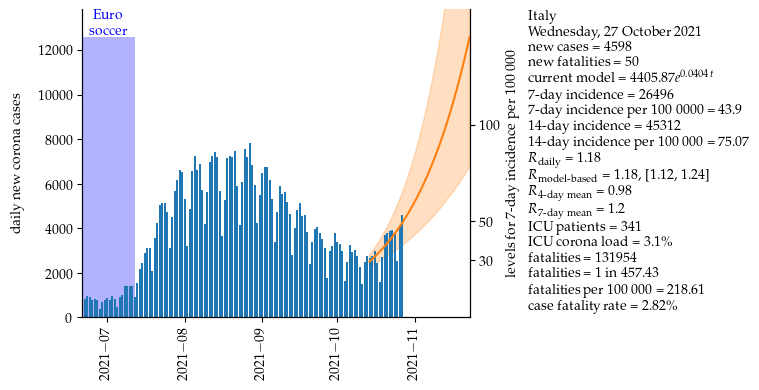 Euro
soccer
12000
10000
8000
6000
4000
2000
0
daily new corona cases
2021−07
2021−08
2021−09
2021−10
2021−11
100
50
30
levels for 7-day incidence per 100 000
Italy
Wednesday, 27 October 2021
new cases = 4598
new fatalities = 50
current model = 4405.87e^0.0404 t
7-day incidence = 26496
7-day incidence per 100 0000 = 43.9
14-day incidence = 45312
14-day incidence per 100 000 = 75.07
R_daily = 1.18
R_model-based = 1.18, [1.12, 1.24]
R_4-day mean = 0.98
R_7-day mean = 1.2
ICU patients = 341
ICU corona load = 3.1%
fatalities = 131954
fatalities = 1 in 457.43
fatalities per 100 000 = 218.61
case fatality rate = 2.82%